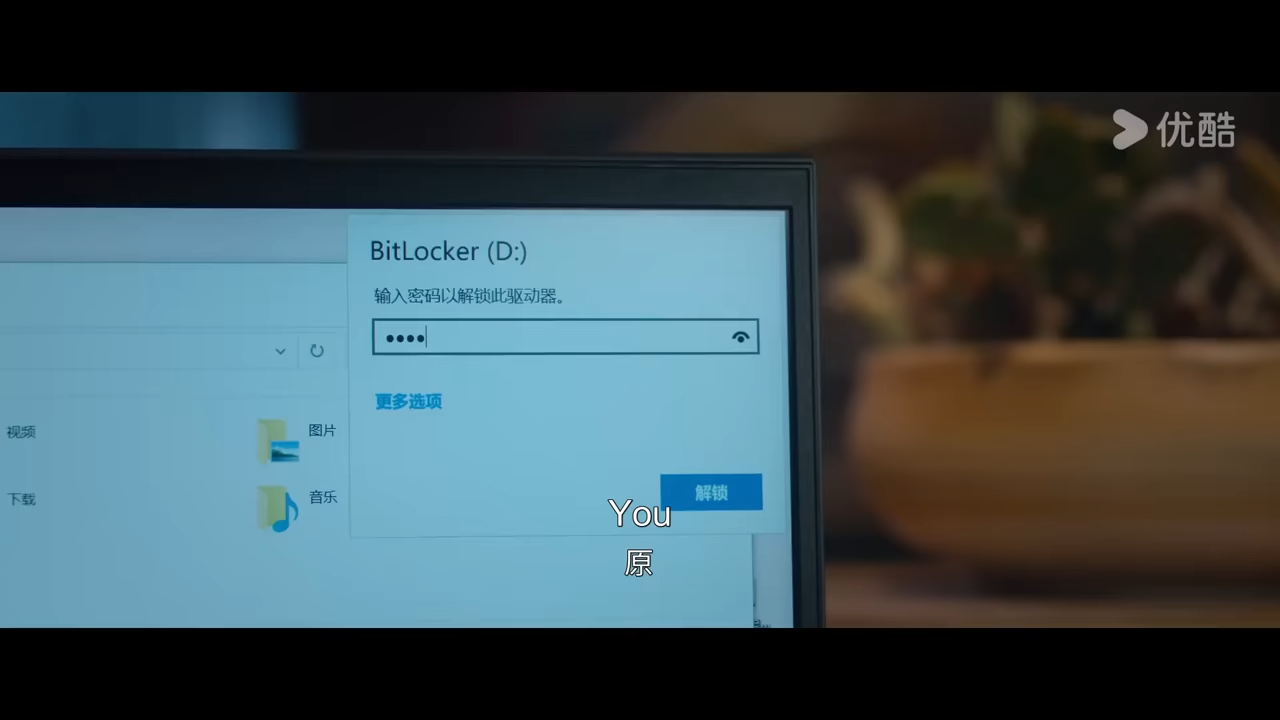 优酷
BitLocker (D:)
输入密码以解锁此驱动器。
••••
更多选项
视频
图片
下载
音乐
解锁
You
原